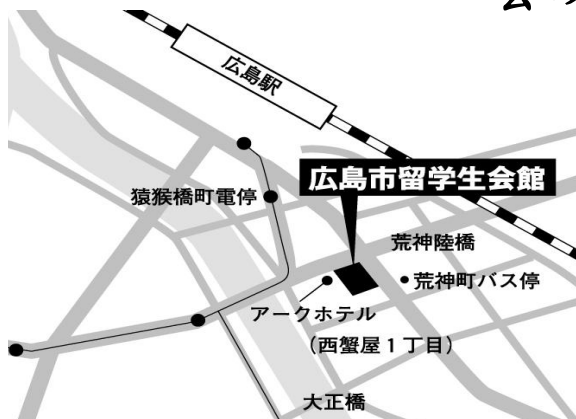 広島駅
広島市留学生会館
猿猴橋町電停
荒神陸橋
荒神町バス停
アークホテル
(西蟹屋1丁目)
大正橋